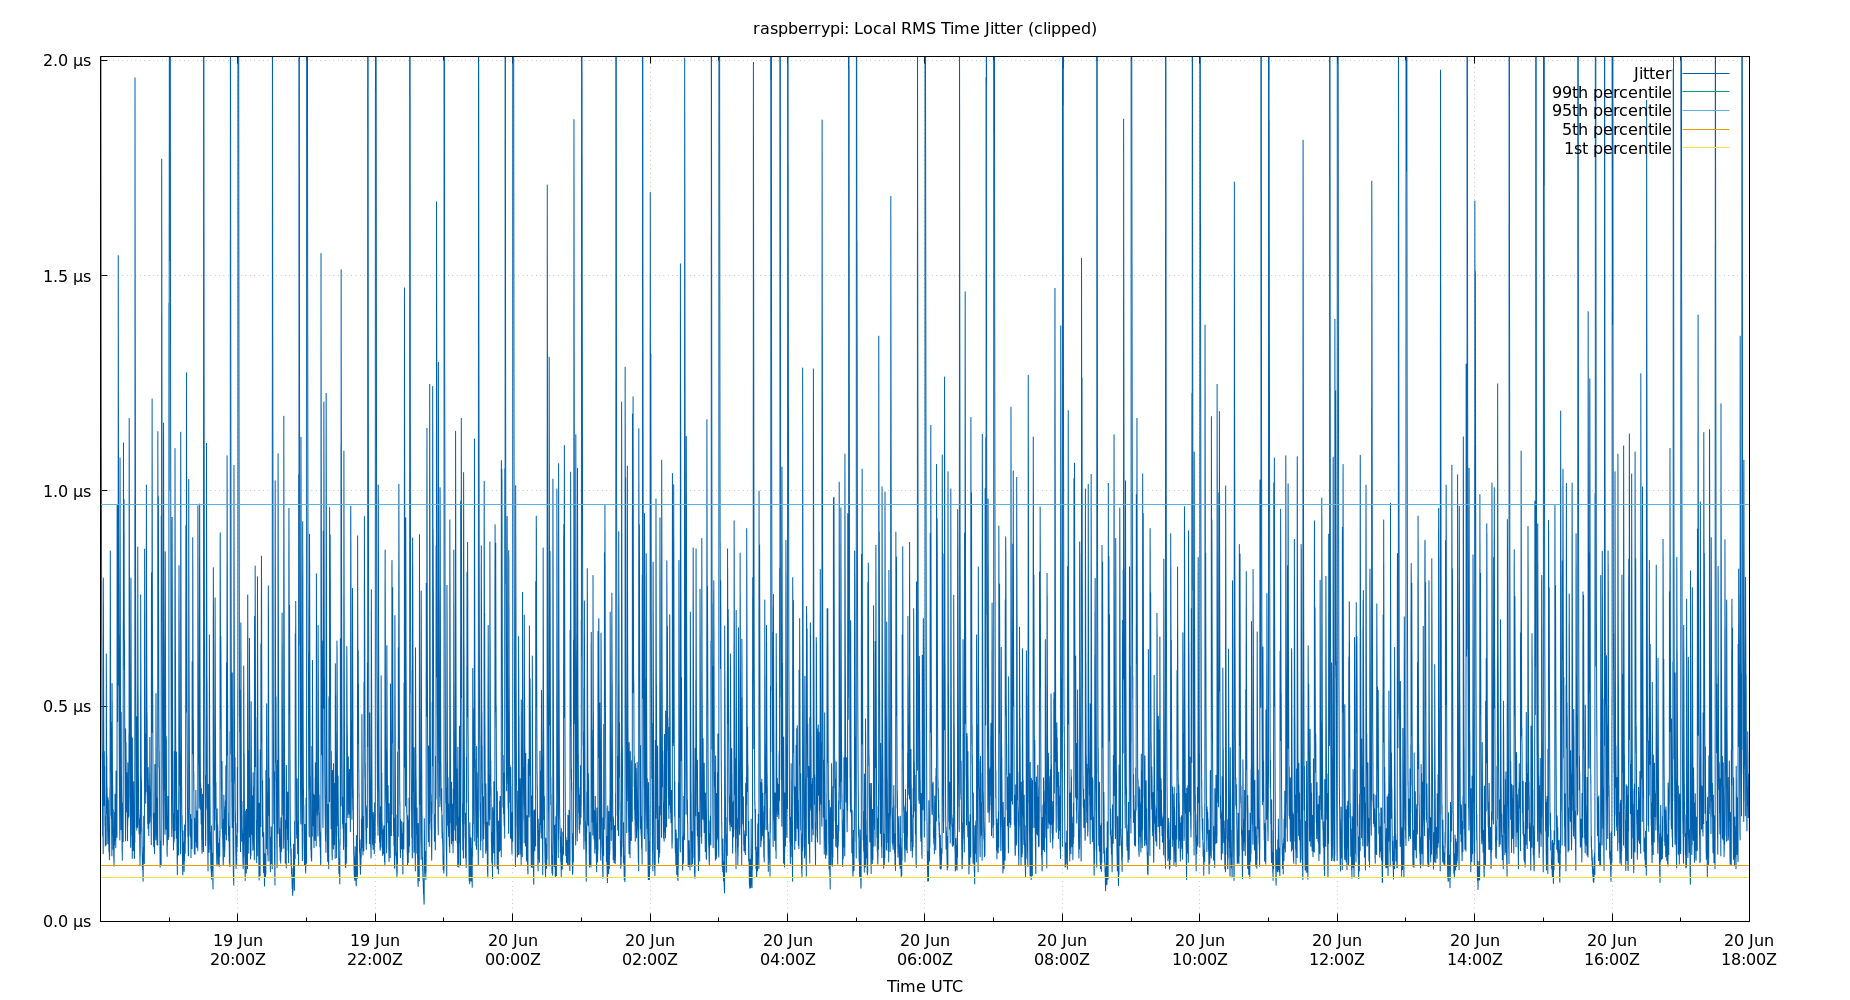 raspberrypi: Local RMS Time Jitter (clipped)
2.0 µs
1.5 µs
1.0 µs
0.5 µs
0.0 µs
Jitter
99th percentile
95th percentile
5th percentile
1st percentile
19 Jun 19 Jun 20 Jun 20 Jun 20 Jun 20 Jun 20 Jun 20 Jun 20 Jun 20 Jun 20 Jun 20 Jun
20:00Z 22:00Z 00:00Z 02:00Z 04:00Z 06:00Z 08:00Z 10:00Z 12:00Z 14:00Z 16:00Z 18:00Z
Time UTC